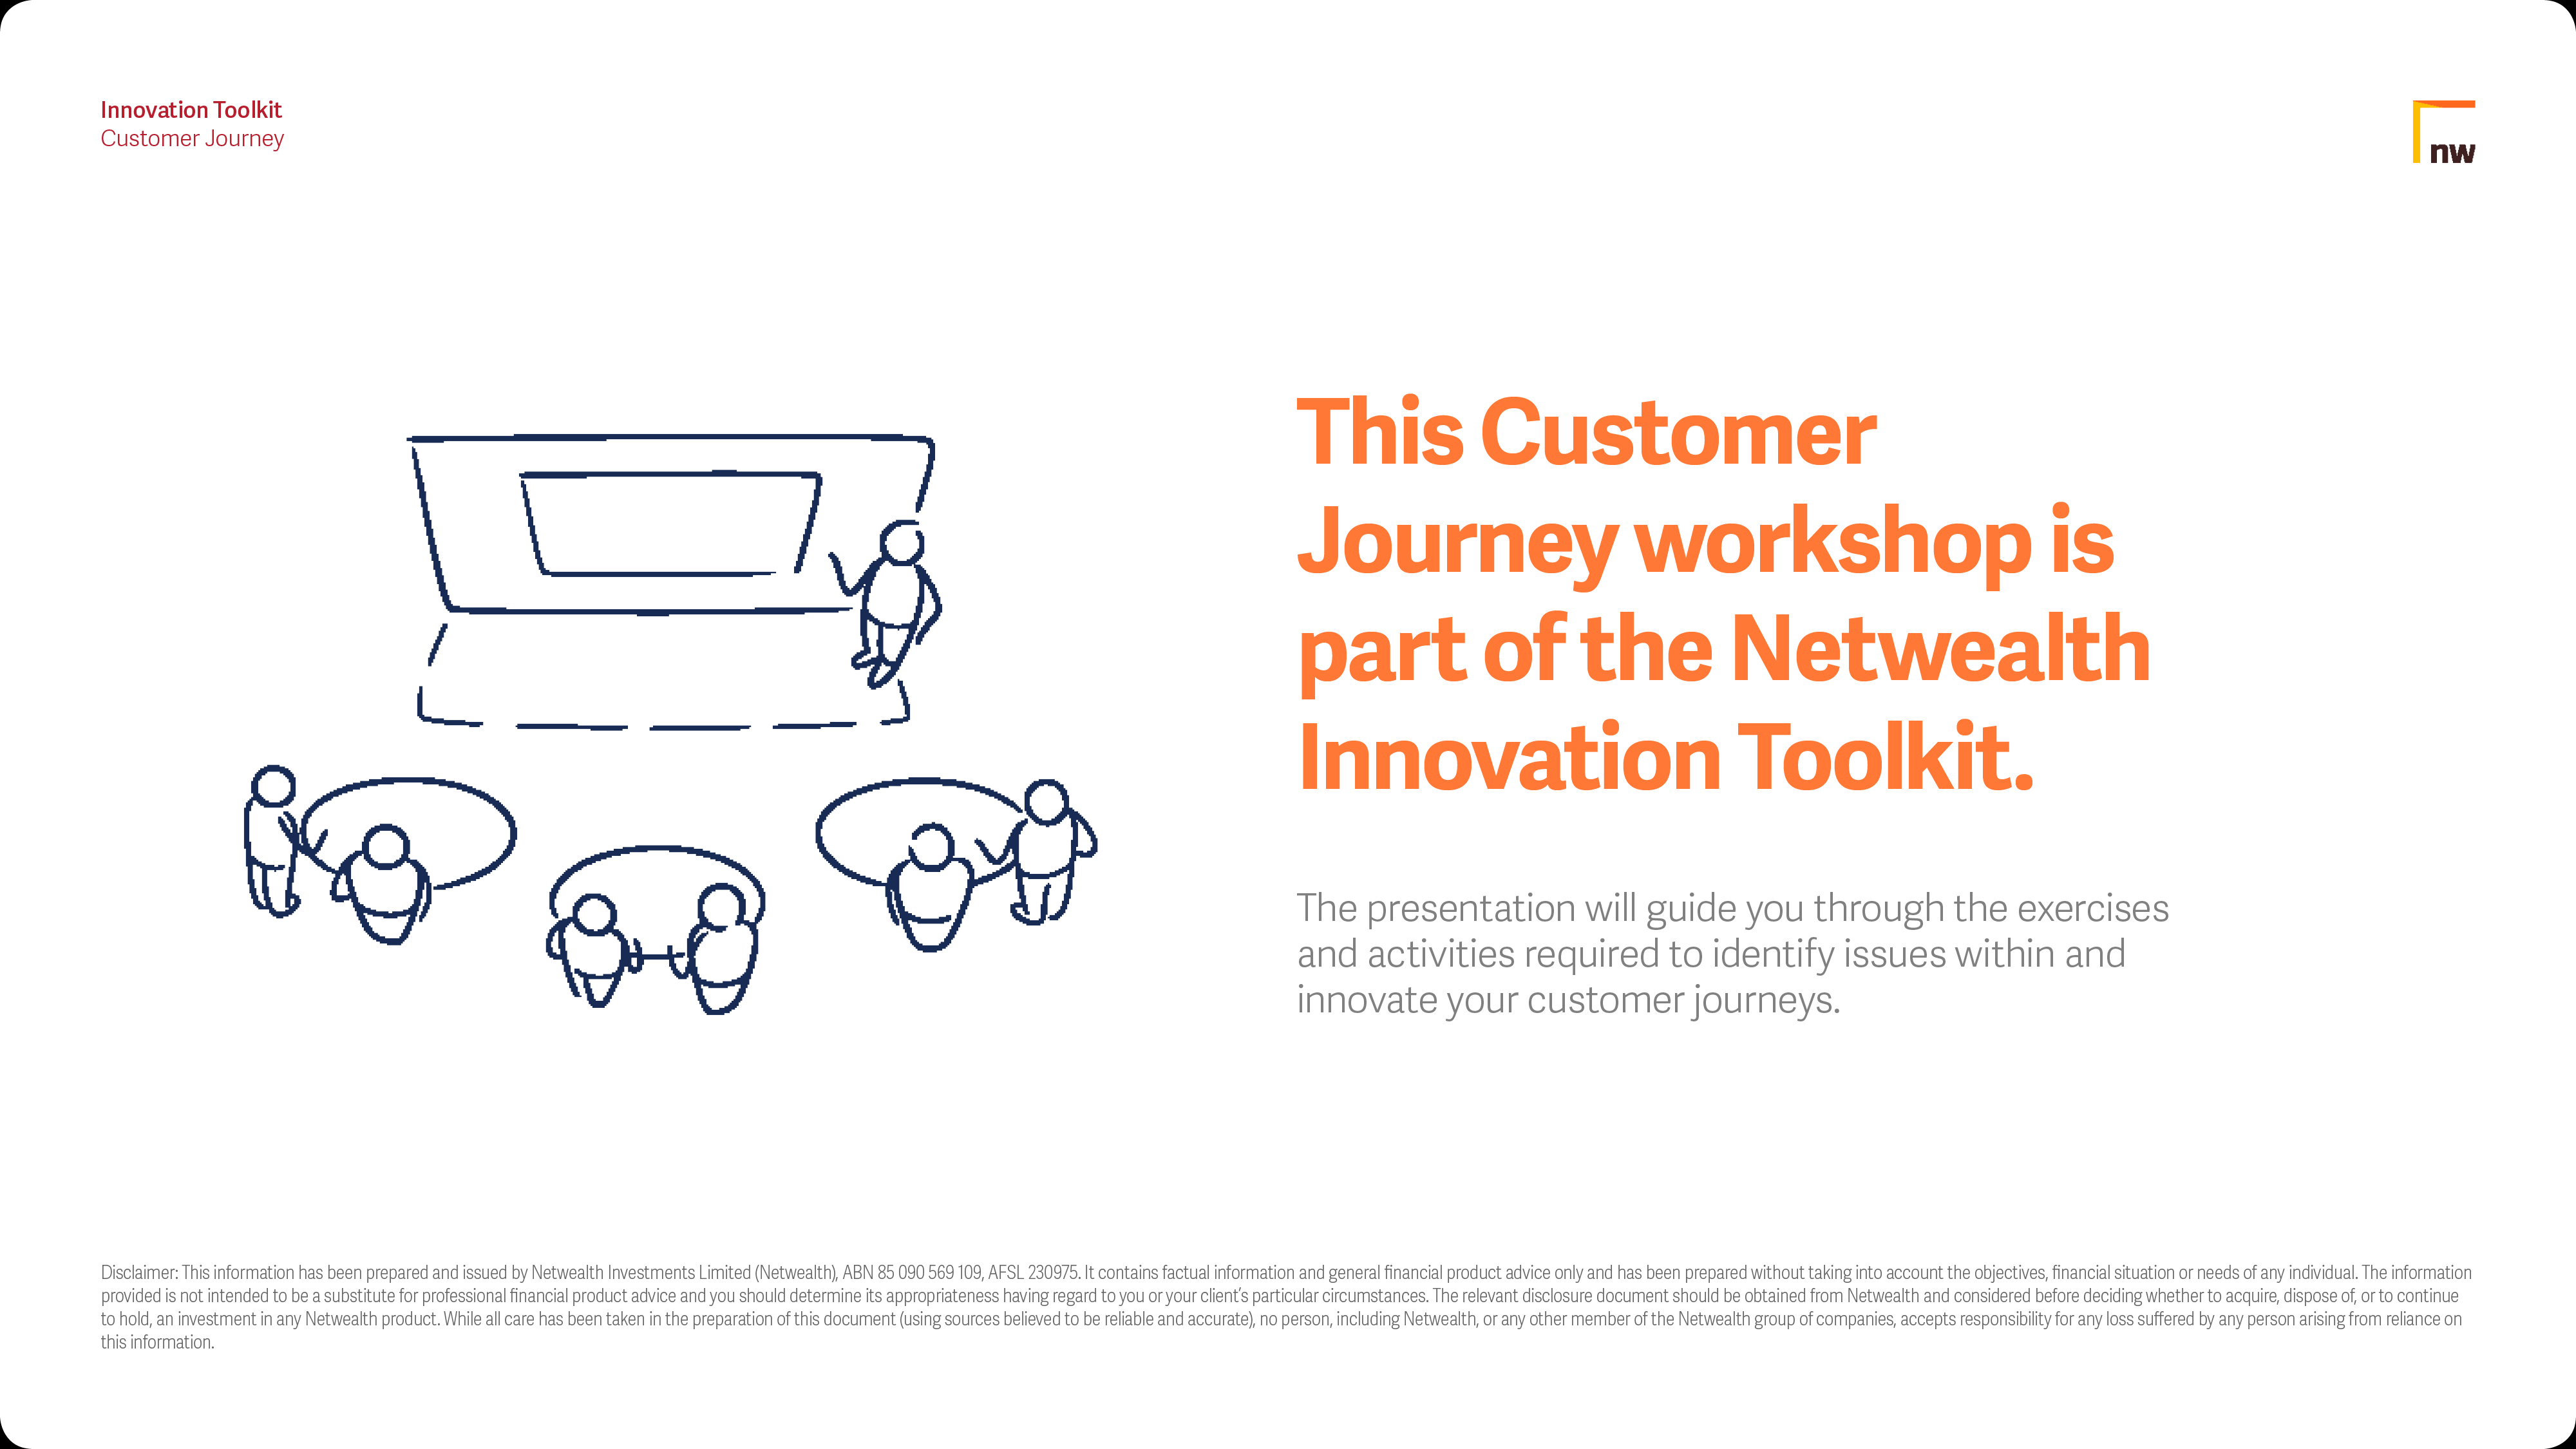 Innovation Toolkit
Customer Journey
nw
This Customer
Journey workshop is
part of the Netwealth
Innovation Toolkit.
The presentation will guide you through the exercises
and activities required to identify issues within and
innovate your customer journeys.
Disclaimer: This information has been prepared and issued by Netwealth Investments Limited (Netwealth), ABN 85 090 569 109, AFSL 230975. It contains factual information and general financial product advice only and has been prepared without taking into account the objectives, financial situation or needs of any individual. The information
provided is not intended to be a substitute for professional financial product advice and you should determine its appropriateness having regard to you or your client's particular circumstances. The relevant disclosure document should be obtained from Netwealth and considered before deciding whether to acquire, dispose of, or to continue
to hold, an investment in any Netwealth product. While all care has been taken in the preparation of this document (using sources believed to be reliable and accurate), no person, including Netwealth, or any other member of the Netwealth group of companies, accepts responsibility for any loss suffered by any person arising from reliance on
this information.